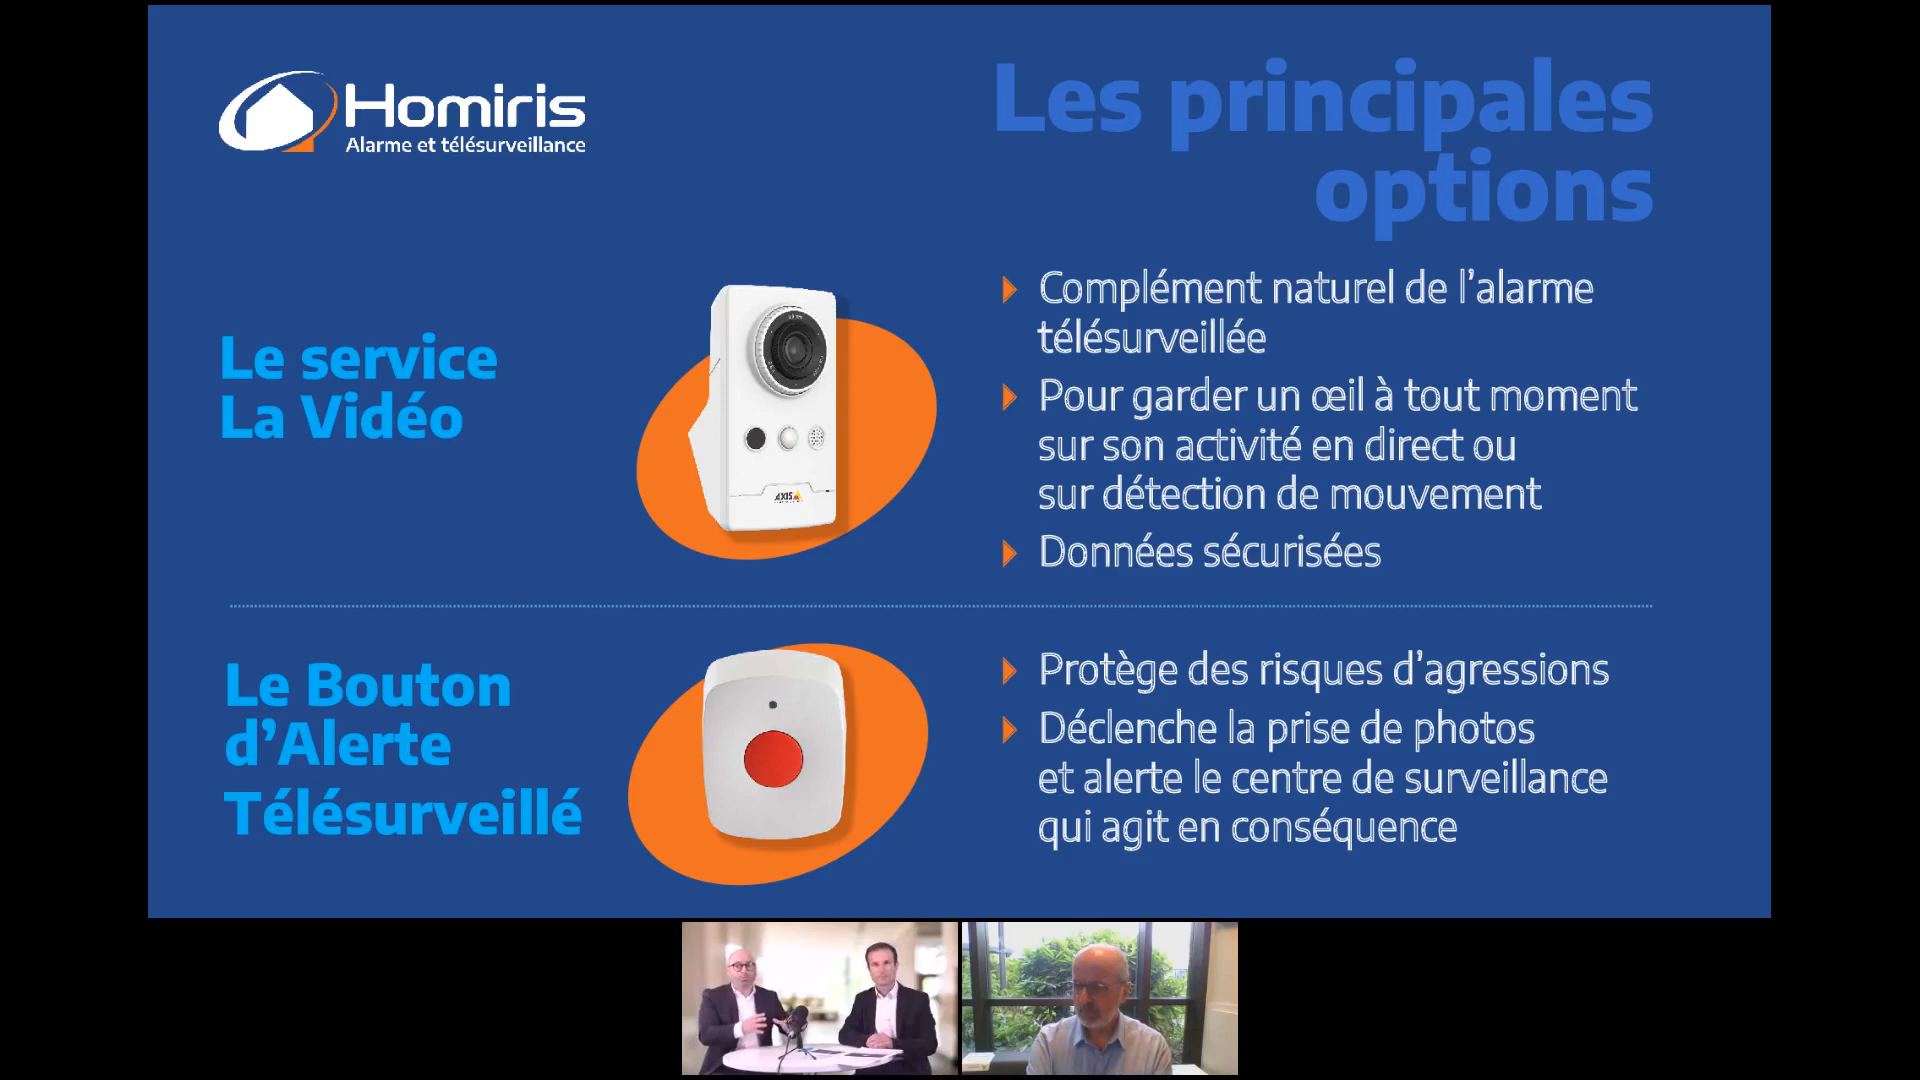 Homiris
Alarme et télésurveillance
Les principales
options
Le service
La Vidéo
AXIS
Complément naturel de l’alarme
télésurveillée
Pour garder un œil à tout moment
sur son activité en direct ou
sur détection de mouvement
Données sécurisées
Le Bouton
d’Alerte
Télésurveillé
Protège des risques d’agressions
Déclenche la prise de photos
et alerte le centre de surveillance
qui agit en conséquence